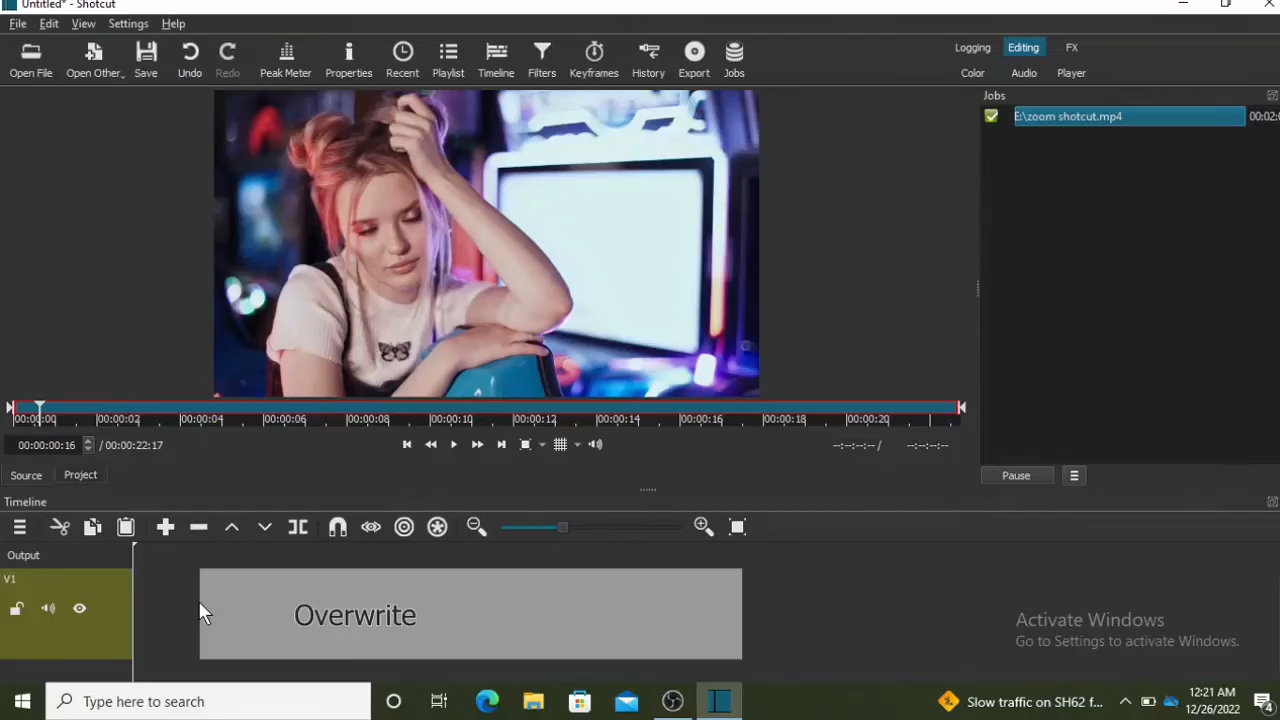 Untitled* - Shotcut
File Edit View Settings Help
Open File Open Other.. Save Undo Redo Peak Meter Properties Recent Playlist Timeline Filters Keyframes History Export Jobs
Logging Editing FX
Color Audio Player
Jobs
E:\zoom shotcut.mp4 00:02:0
00:00:00 |00:00:02 |00:00:04 |00:00:06 |00:00:08 |00:00:10 |00:00:12 |00:00:14 |00:00:16 |00:00:18 |00:00:20
00:00:00:16 / 00:00:22:17 --:--:--:-- / --:--:--:--
Source Project
Pause
Timeline
Output
V1
Overwrite
Activate Windows
Go to Settings to activate Windows.
Type here to search
Slow traffic on SH62 f...
12:21 AM
12/26/2022
4